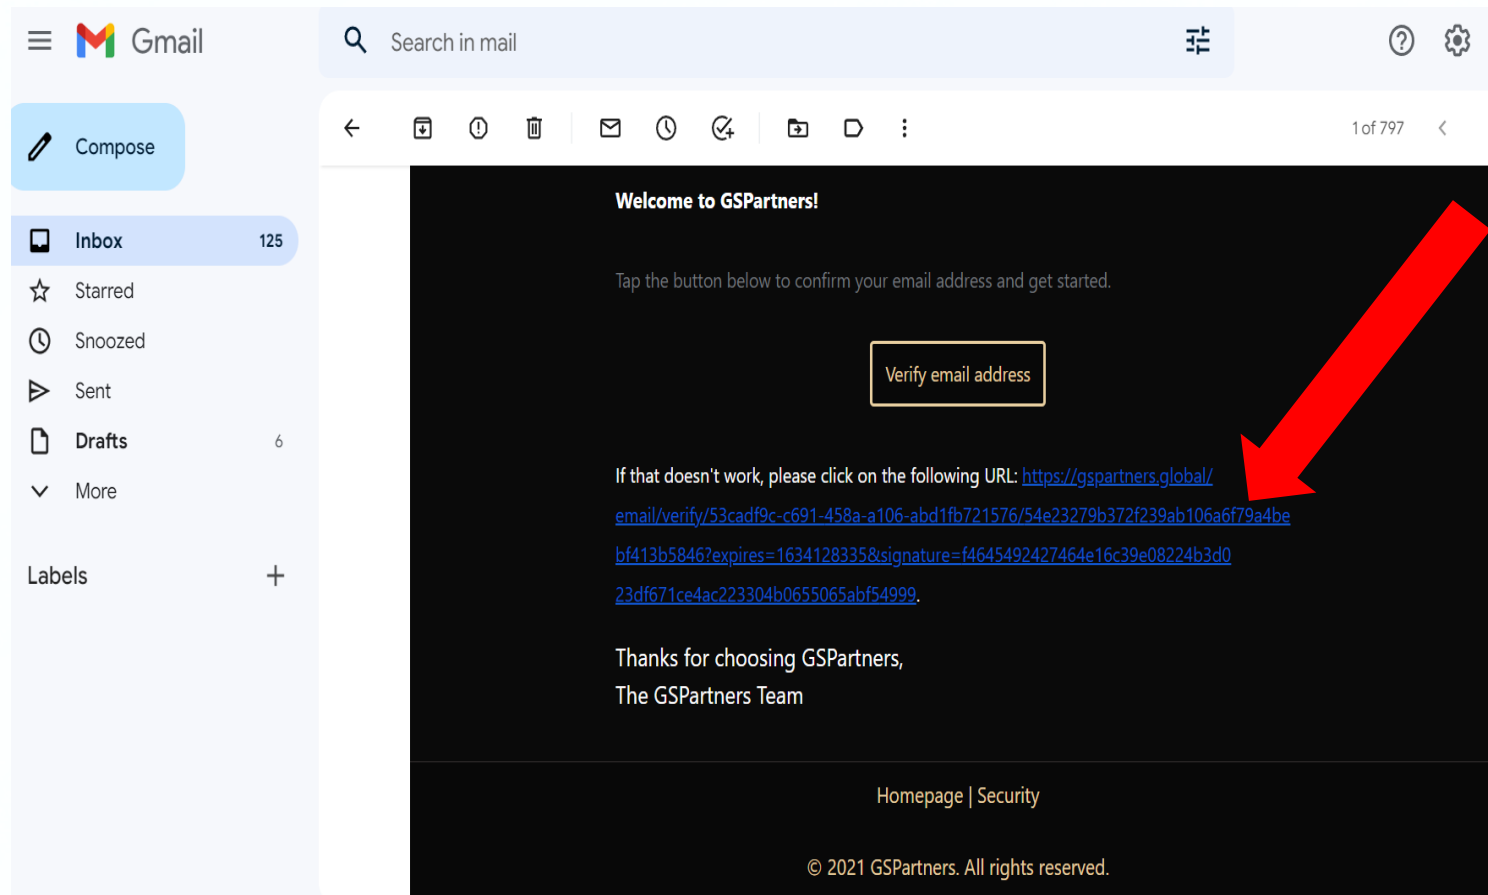 Gmail
Search in mail
Compose
1 of 797
Inbox 125
Starred
Snoozed
Sent
Drafts 6
More
Labels
Welcome to GSPartners!
Tap the button below to confirm your email address and get started.
Verify email address
If that doesn't work, please click on the following URL: https://gspartners.global/
email/verify/53cadf9c-c691-458a-a106-abd1fb721576/54e23279b372f239ab106a6f79a4be
bf413b5846?expires=1634128335&signature=f4645492427464e16c39e08224b3d0
23df671ce4ac223304b0655065abf54999.
Thanks for choosing GSPartners,
The GSPartners Team
Homepage | Security
© 2021 GSPartners. All rights reserved.